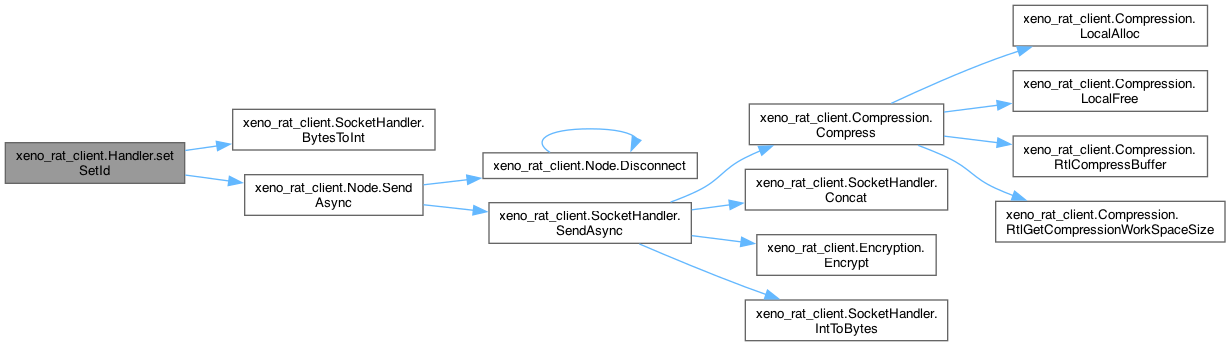 xeno_rat_client.Handler.set
SetId
xeno_rat_client.SocketHandler.
BytesToInt
xeno_rat_client.Node.Send
Async
xeno_rat_client.Node.Disconnect
xeno_rat_client.SocketHandler.
SendAsync
xeno_rat_client.Compression.
Compress
xeno_rat_client.SocketHandler.
Concat
xeno_rat_client.Encryption.
Encrypt
xeno_rat_client.SocketHandler.
IntToBytes
xeno_rat_client.Compression.
LocalAlloc
xeno_rat_client.Compression.
LocalFree
xeno_rat_client.Compression.
RtlCompressBuffer
xeno_rat_client.Compression.
RtlGetCompressionWorkSpaceSize